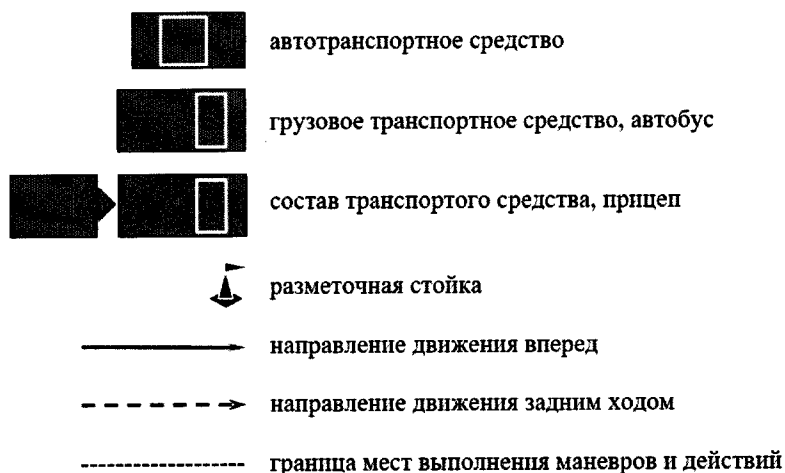 автотранспортное средство
грузовое транспортное средство, автобус
состав транспортого средства, прицеп
разметочная стойка
направление движения вперед
направление движения задним ходом
граница мест выполнения маневров и действий